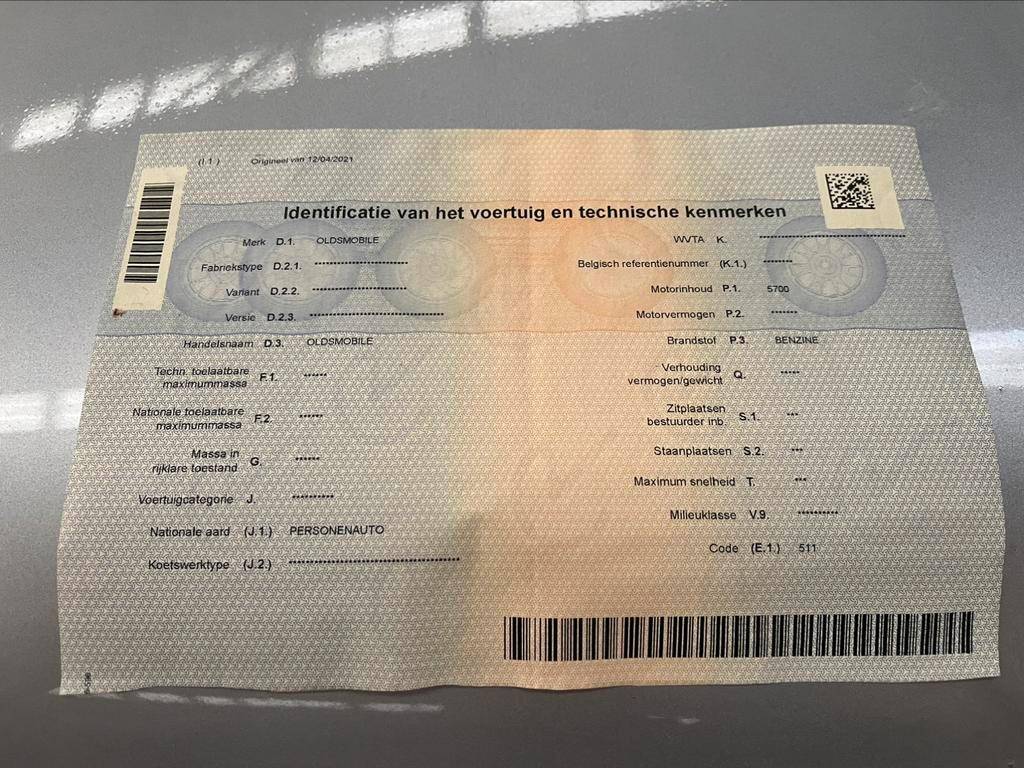 (I.1) Origineel van 12/04/2021
Identificatie van het voertuig en technische kenmerken
Merk D.1. OLDSMOBILE
Fabriekstype D.2.1. ******************
Variant D.2.2. ******************
Versie D.2.3. **************************
Handelsnaam D.3. OLDSMOBILE
Techn. toelaatbare
maximummassa F.1. ******
Nationale toelaatbare
maximummassa F.2. ******
Massa in
rijklare toestand G. ******
Voertuigcategorie J. **********
Nationale aard (J.1.) PERSONENAUTO
Koetswerktype (J.2.) ****************************************
WVTA K. ************************************
Belgisch referentienummer (K.1.) *******
Motorinhoud P.1. 5700
Motorvermogen P.2. ******
Brandstof P.3. BENZINE
Verhouding
vermogen/gewicht Q. *****
Zitplaatsen
bestuurder inb. S.1. ***
Staanplaatsen S.2. ***
Maximum snelheid T. ***
Milieuklasse V.9. **********
Code (E.1.) 511